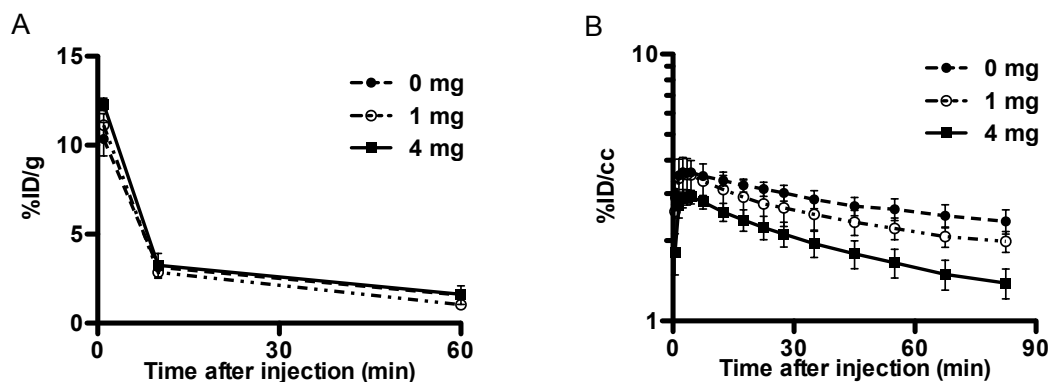 A
%ID/g
15
10
5
0
0 mg
1 mg
4 mg
0
30
60
Time after injection (min)
B
%ID/cc
10
1
0 mg
1 mg
4 mg
0
30
60
90
Time after injection (min)